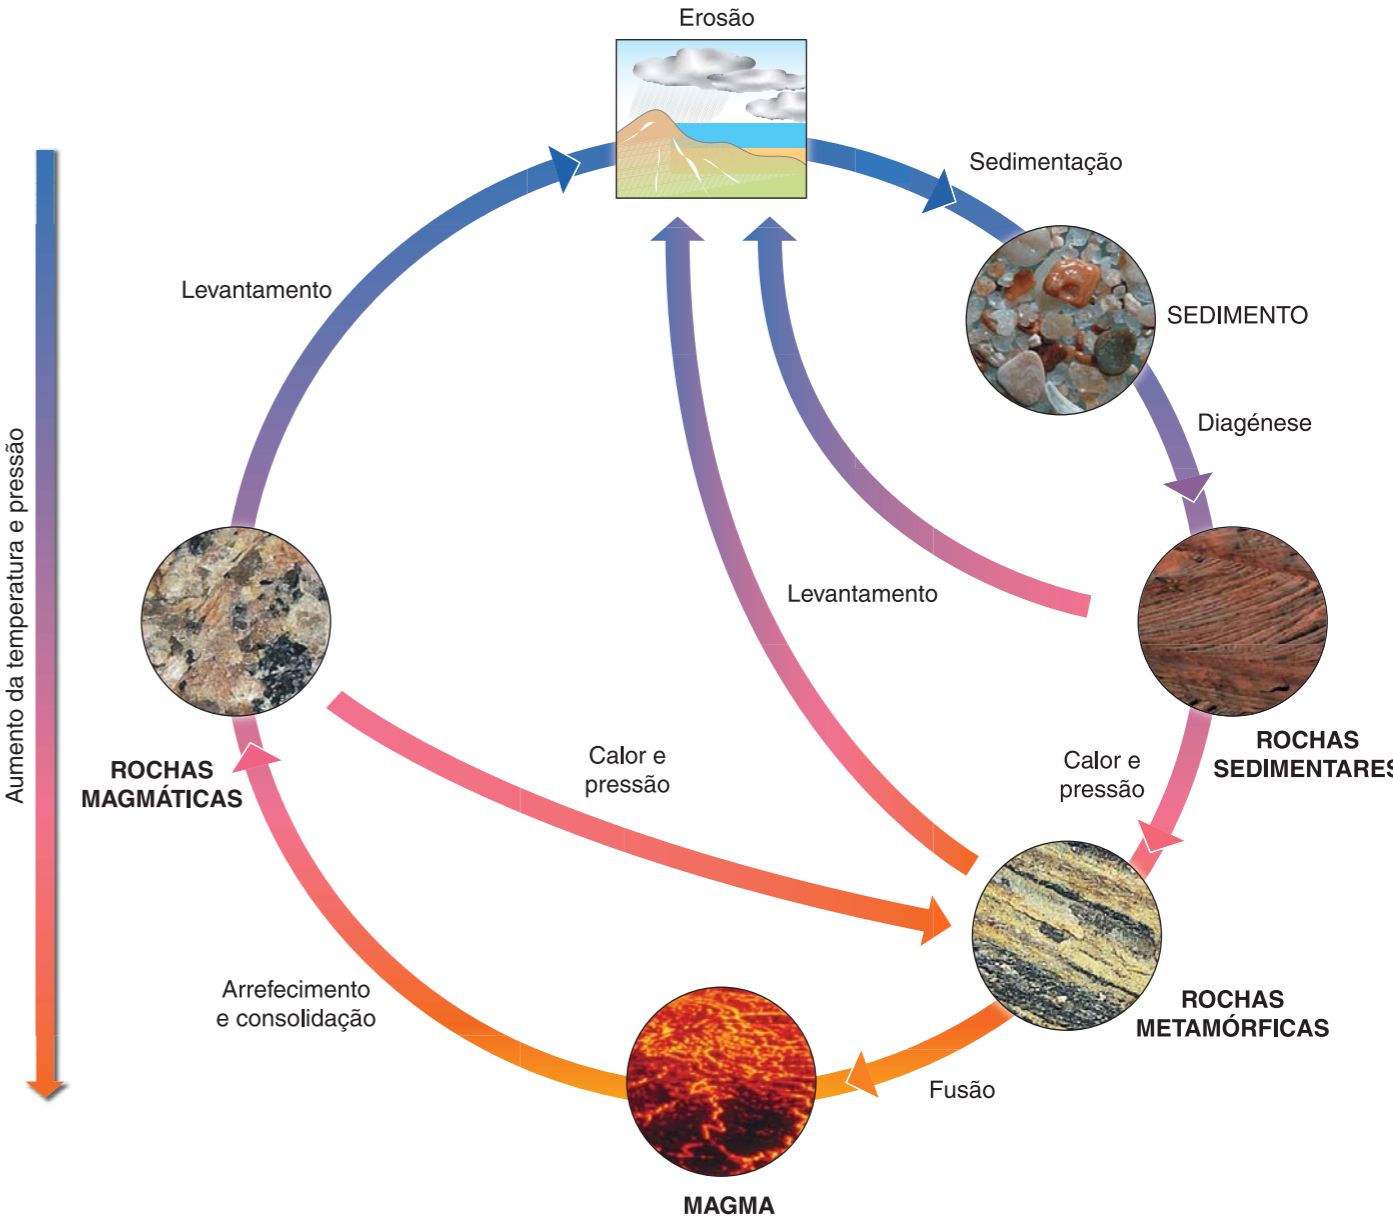 Erosão
Sedimentação
Levantamento
SEDIMENTO
Diagénese
Aumento da temperatura e pressão
Levantamento
ROCHAS
SEDIMENTARES
Calor e
pressão
Calor e
pressão
ROCHAS
MAGMÁTICAS
Arrefecimento
e consolidação
ROCHAS
METAMÓRFICAS
Fusão
MAGMA